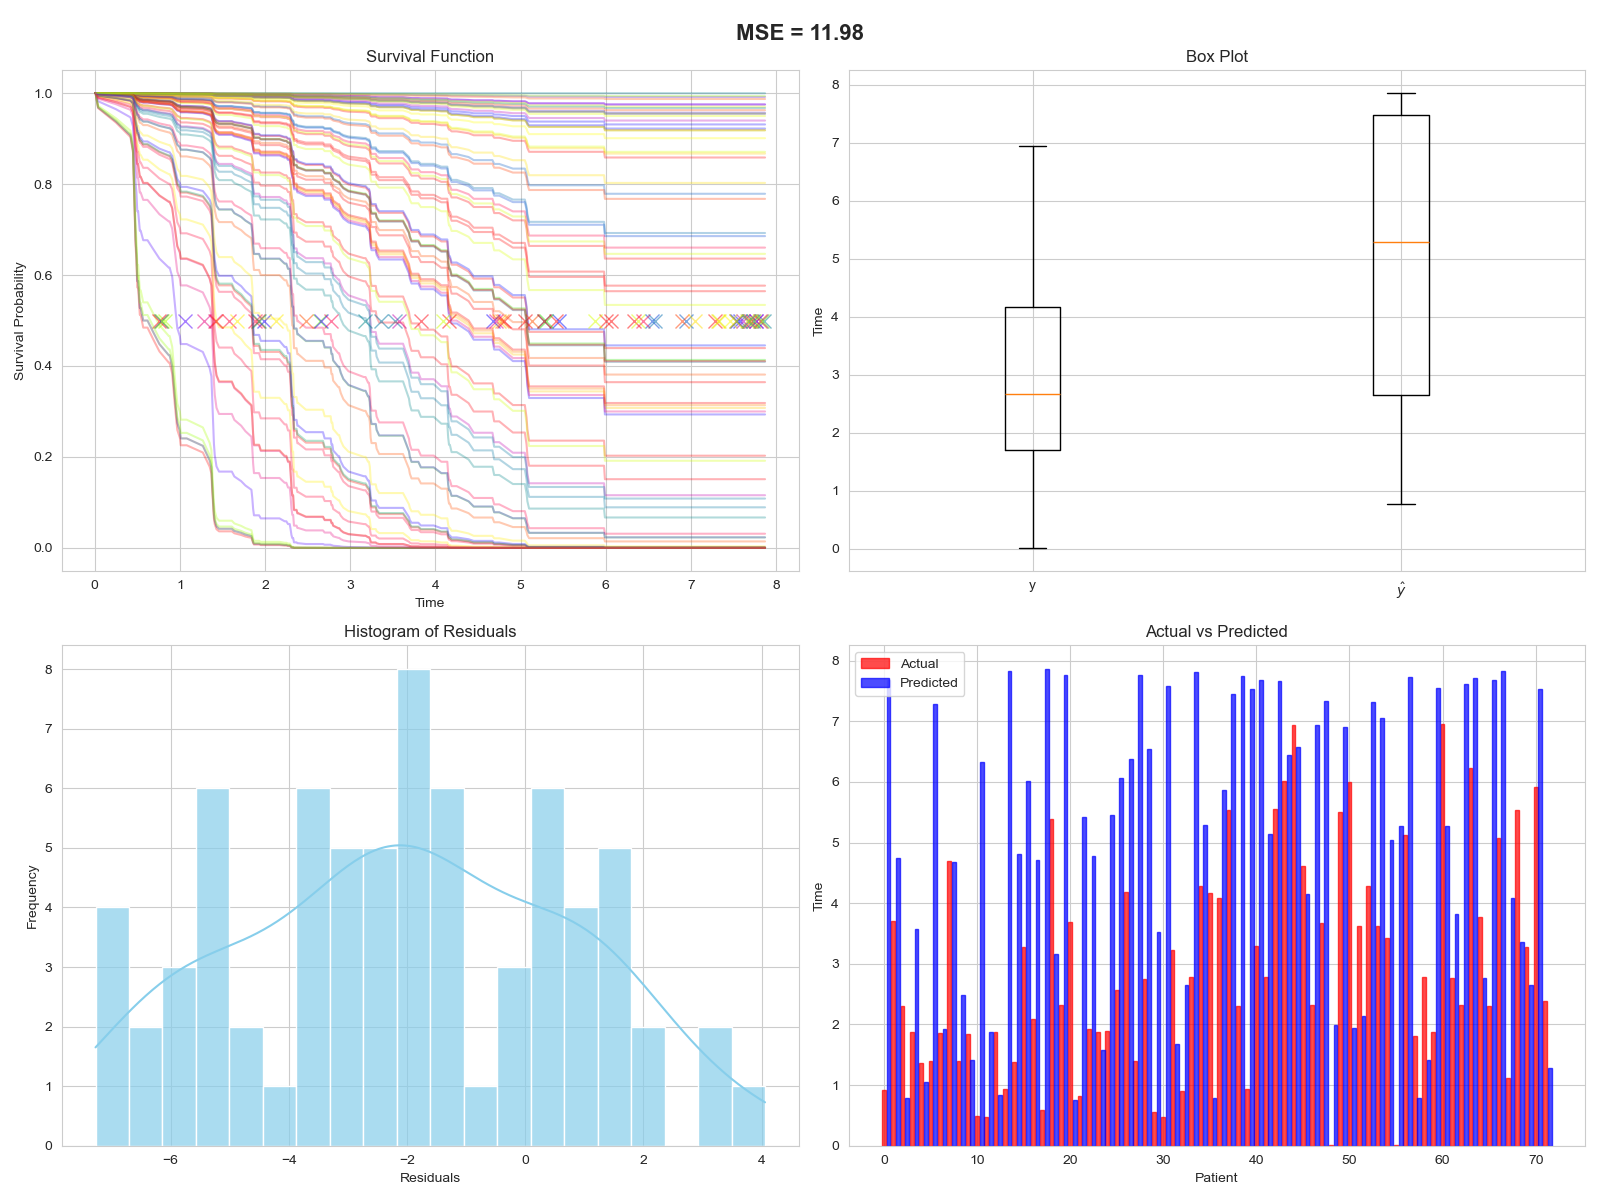 MSE = 11.98
Survival Function
Survival Probability
1.0
0.8
0.6
0.4
0.2
0.0
0 1 2 3 4 5 6 7 8
Time
Box Plot
Time
8
7
6
5
4
3
2
1
0
y ŷ
Histogram of Residuals
Frequency
8
7
6
5
4
3
2
1
0
−6 −4 −2 0 2 4
Residuals
Actual vs Predicted
Actual
Predicted
Time
8
7
6
5
4
3
2
1
0
0 10 20 30 40 50 60 70
Patient